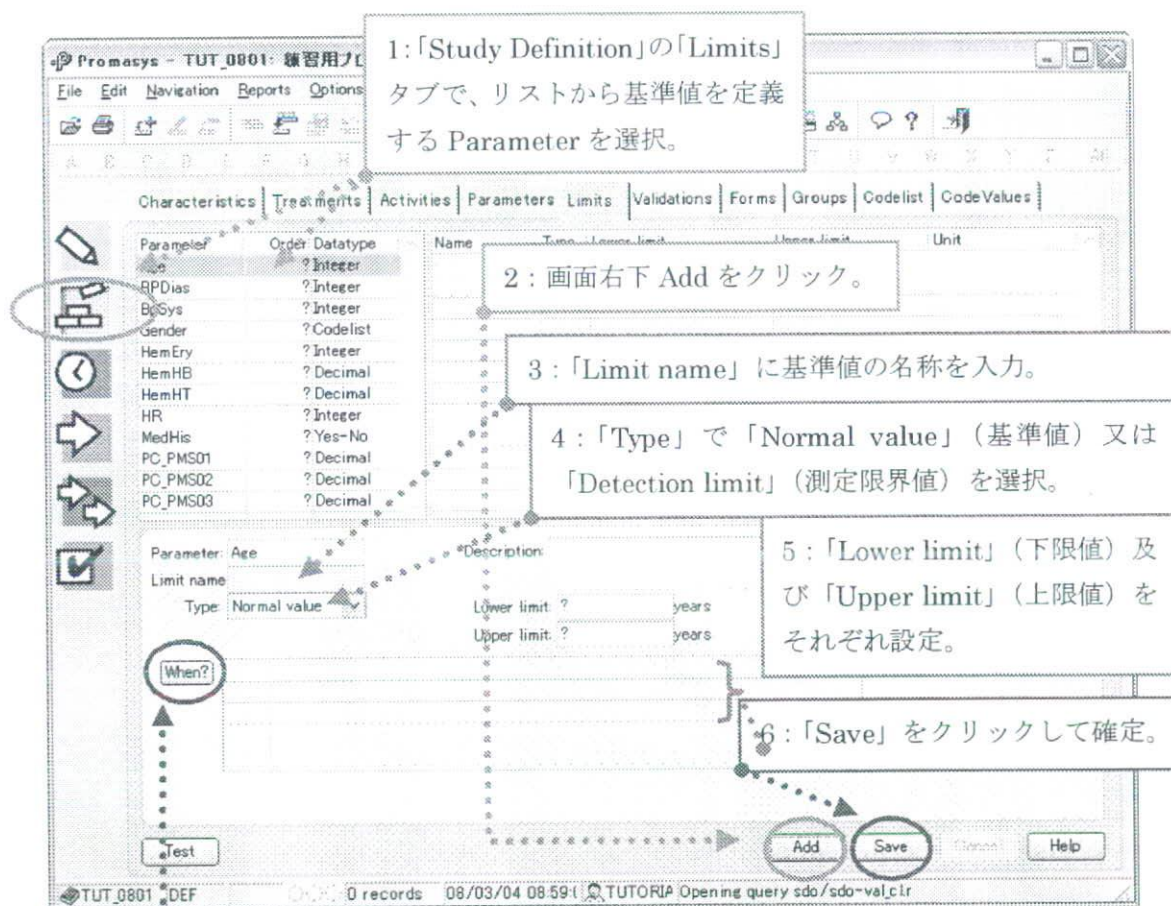 Promasys - TUT_0801: 練習用プロ
File Edit Navigation Reports Options
1:「Study Definition」の「Limits」
タブで、リストから基準値を定義
する Parameter を選択。
Characteristics Treatments Activities Parameters Limits Validations Forms Groups Codelist CodeValues
Parameter Order Datatype Name Type Lower limit Upper limit Unit
? Integer
BPDias ? Integer
BpSys ? Integer
Gender ? Codelist
HemEry ? Integer
HemHB ? Decimal
HemHT ? Decimal
HR ? Integer
MedHis ? Yes-No
PC_PMS01 ? Decimal
PC_PMS02 ? Decimal
PC_PMS03 ? Decimal
2:画面右下 Add をクリック。
3:「Limit name」に基準値の名称を入力。
4:「Type」で「Normal value」(基準値)又は
「Detection limit」(測定限界値)を選択。
5:「Lower limit」(下限値)及
び「Upper limit」(上限値)を
それぞれ設定。
6:「Save」をクリックして確定。
Parameter: Age Description:
Limit name
Type: Normal value Lower limit: ? years
Upper limit: ? years
When?
Test Add Save Cancel Help
TUT_0801 DEF 0 records 08/03/04 08:59:( TUTORIA Opening query sdo/sdo-val_clr